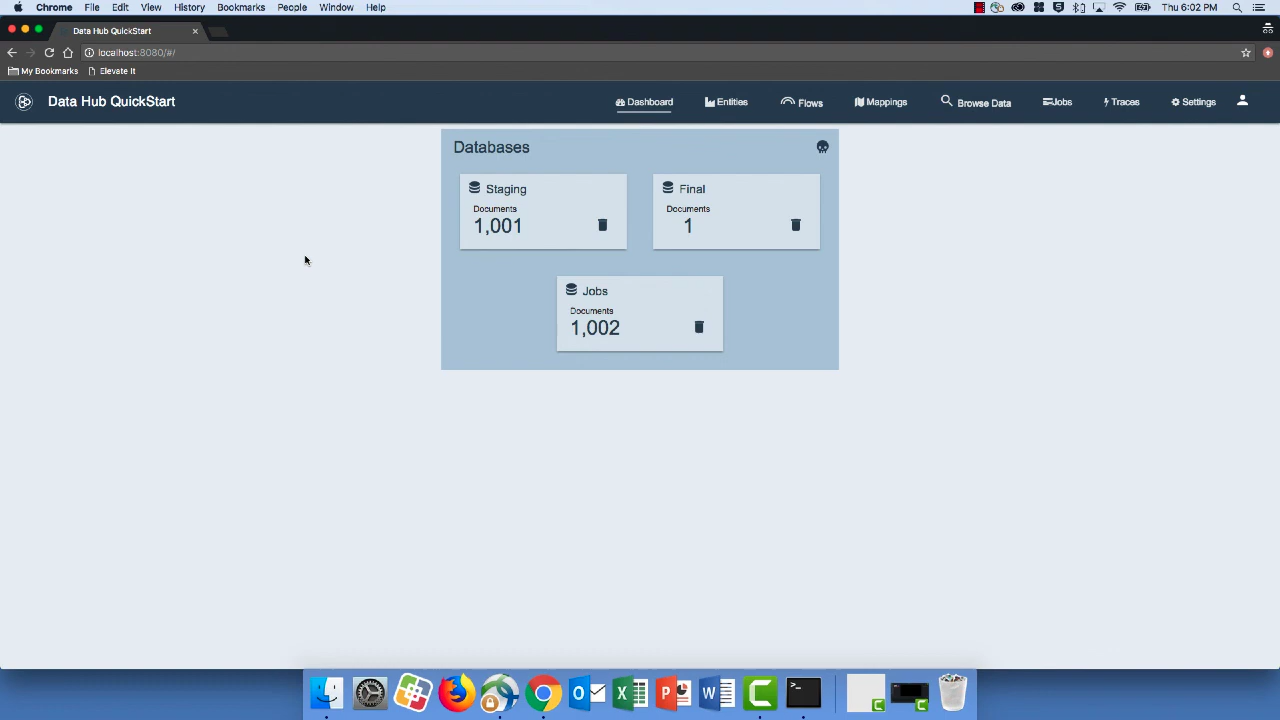 Chrome File Edit View History Bookmarks People Window Help Thu 6:02 PM
Data Hub QuickStart
localhost:8080/#/
My Bookmarks Elevate It
Data Hub QuickStart Dashboard Entities Flows Mappings Browse Data Jobs Traces Settings
Databases
Staging Final
Documents Documents
1,001 1
Jobs
Documents
1,002